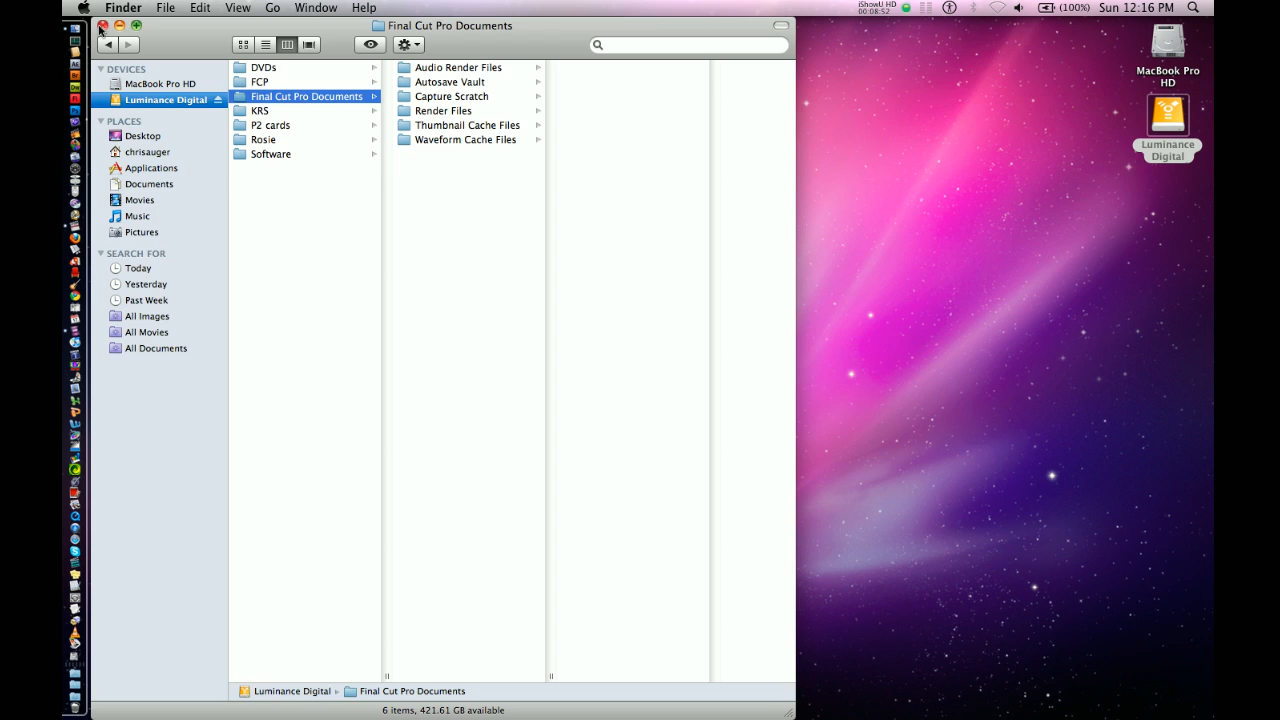 Finder File Edit View Go Window Help
iShowU HD
00:08:52
(100%) Sun 12:16 PM
Final Cut Pro Documents
DEVICES
MacBook Pro HD
Luminance Digital
PLACES
Desktop
chrisauger
Applications
Documents
Movies
Music
Pictures
SEARCH FOR
Today
Yesterday
Past Week
All Images
All Movies
All Documents
DVDs
FCP
Final Cut Pro Documents
KRS
P2 cards
Rosie
Software
Audio Render Files
Autosave Vault
Capture Scratch
Render Files
Thumbnail Cache Files
Waveform Cache Files
Luminance Digital Final Cut Pro Documents
6 items, 421.61 GB available
MacBook Pro
HD
Luminance
Digital